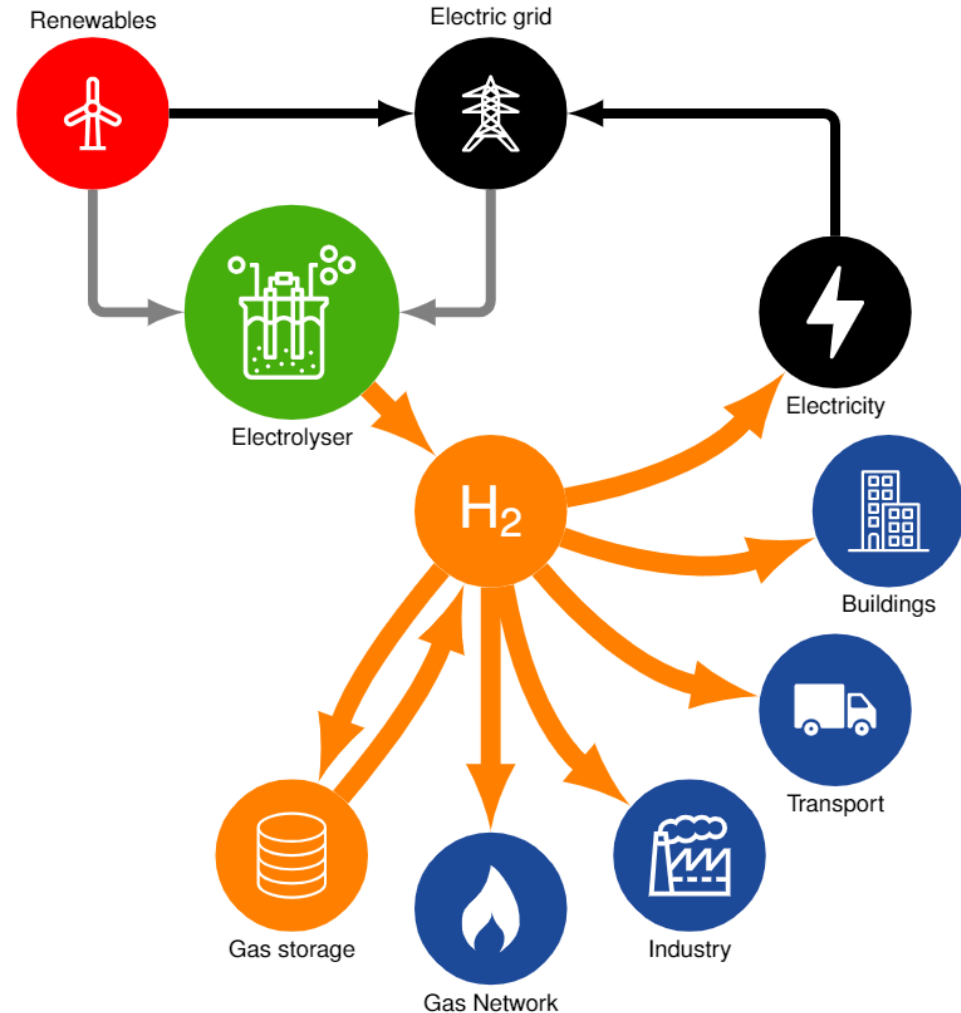 Renewables
Electric grid
Electrolyser
Electricity
H₂
Buildings
Transport
Gas storage
Industry
Gas Network